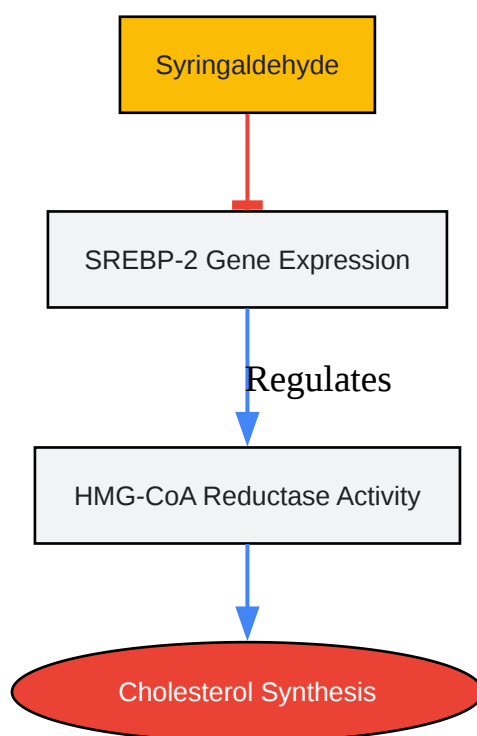 Syringaldehyde
SREBP-2 Gene Expression
Regulates
HMG-CoA Reductase Activity
Cholesterol Synthesis